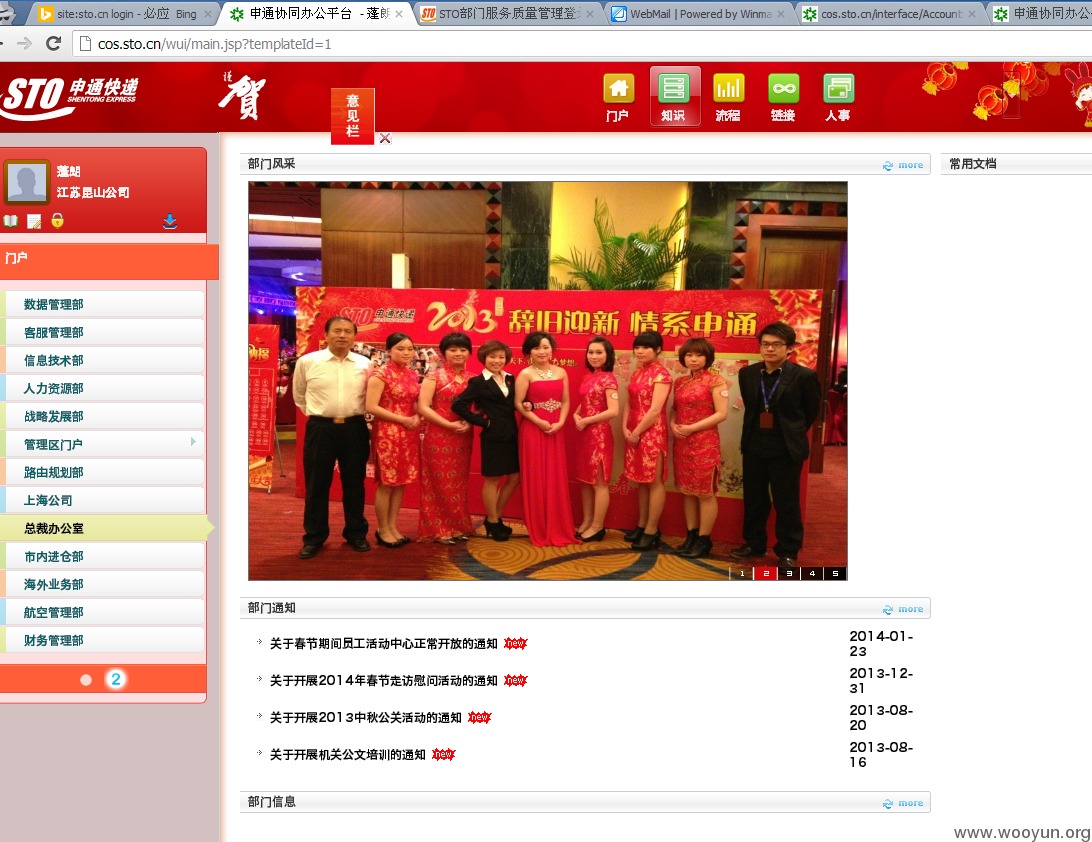 site:sto.cn login - 必应 Bing
申通协同办公平台 - 蓬朗
STO部门服务质量管理登
WebMail | Powered by Winma
cos.sto.cn/interface/Account
申通协同办公
cos.sto.cn/wui/main.jsp?templateId=1
STO 申通快递
SHENTONG EXPRESS
谨贺
意见栏
门户
知识
流程
链接
人事
蓬朗
江苏昆山公司
门户
数据管理部
客服管理部
信息技术部
人力资源部
战略发展部
管理区门户
路由规划部
上海公司
总裁办公室
市内进仓部
海外业务部
航空管理部
财务管理部
2
部门风采
more
常用文档
STO 申通快递
2013 辞旧迎新 情系申通
1 2 3 4 5
部门通知
more
关于春节期间员工活动中心正常开放的通知 new
2014-01-23
关于开展2014年春节走访慰问活动的通知 new
2013-12-31
关于开展2013中秋公关活动的通知 new
2013-08-20
关于开展机关公文培训的通知 new
2013-08-16
部门信息
more
www.wooyun.org